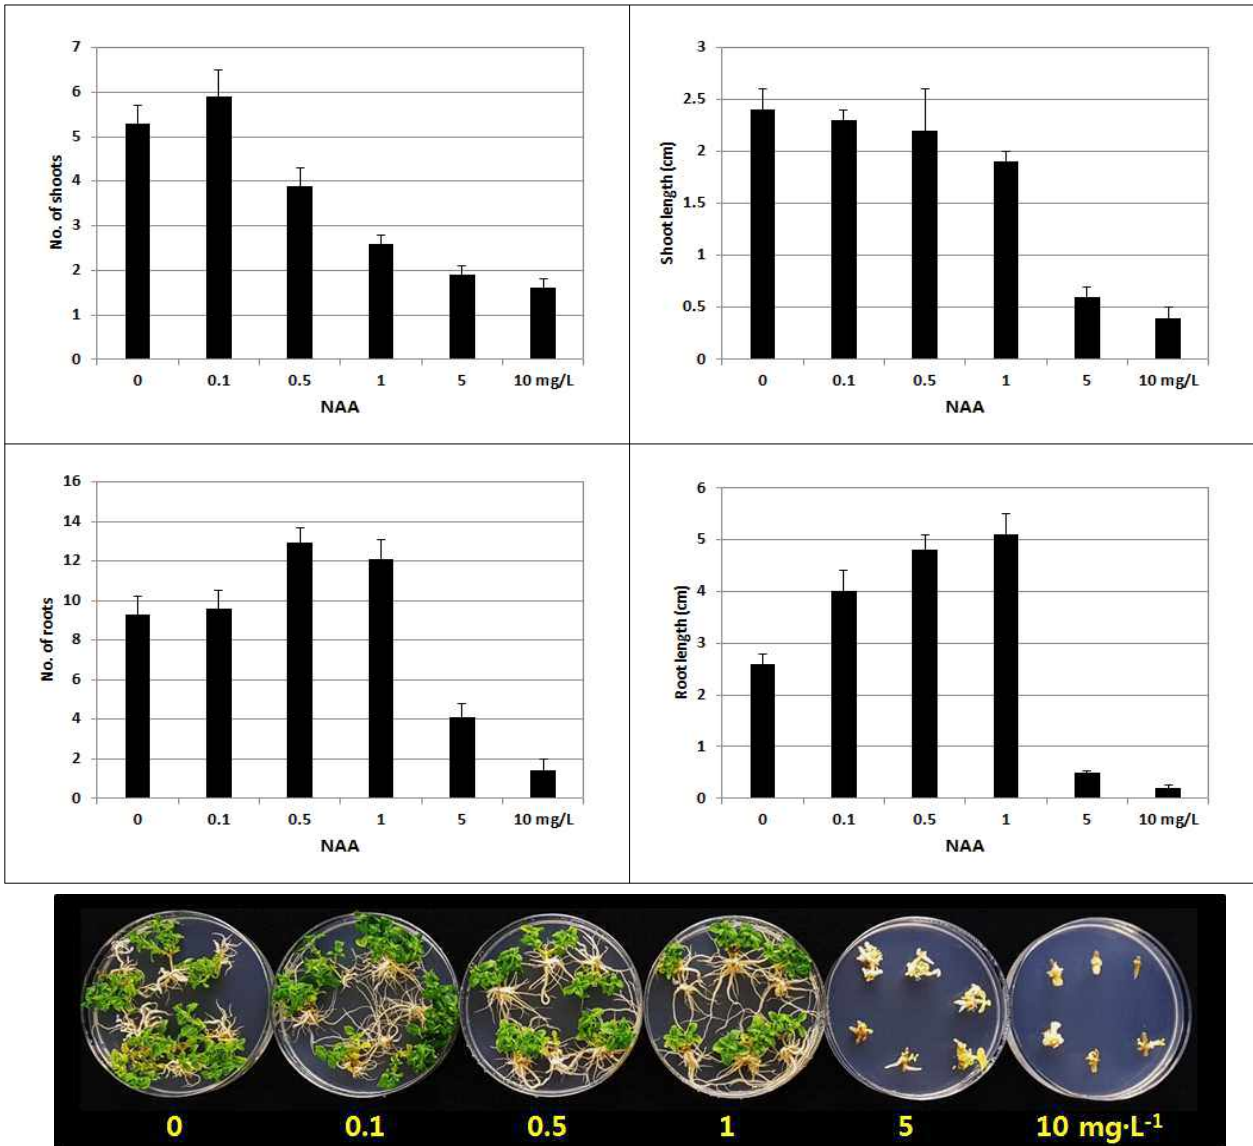 7
6
5
4
3
2
1
0
No. of shoots
0 0.1 0.5 1 5 10 mg/L
NAA
3
2.5
2
1.5
1
0.5
0
Shoot length (cm)
0 0.1 0.5 1 5 10 mg/L
NAA
16
14
12
10
8
6
4
2
0
No. of roots
0 0.1 0.5 1 5 10 mg/L
NAA
6
5
4
3
2
1
0
Root length (cm)
0 0.1 0.5 1 5 10 mg/L
NAA
0 0.1 0.5 1 5 10 mg·L⁻¹